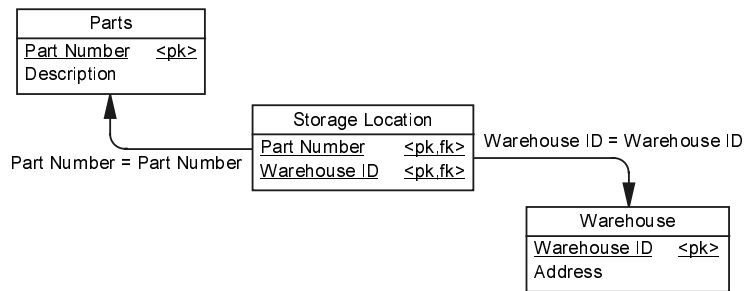 Parts
Part Number <pk>
Description
Storage Location
Part Number <pk,fk>
Warehouse ID <pk,fk>
Part Number = Part Number
Warehouse ID = Warehouse ID
Warehouse
Warehouse ID <pk>
Address